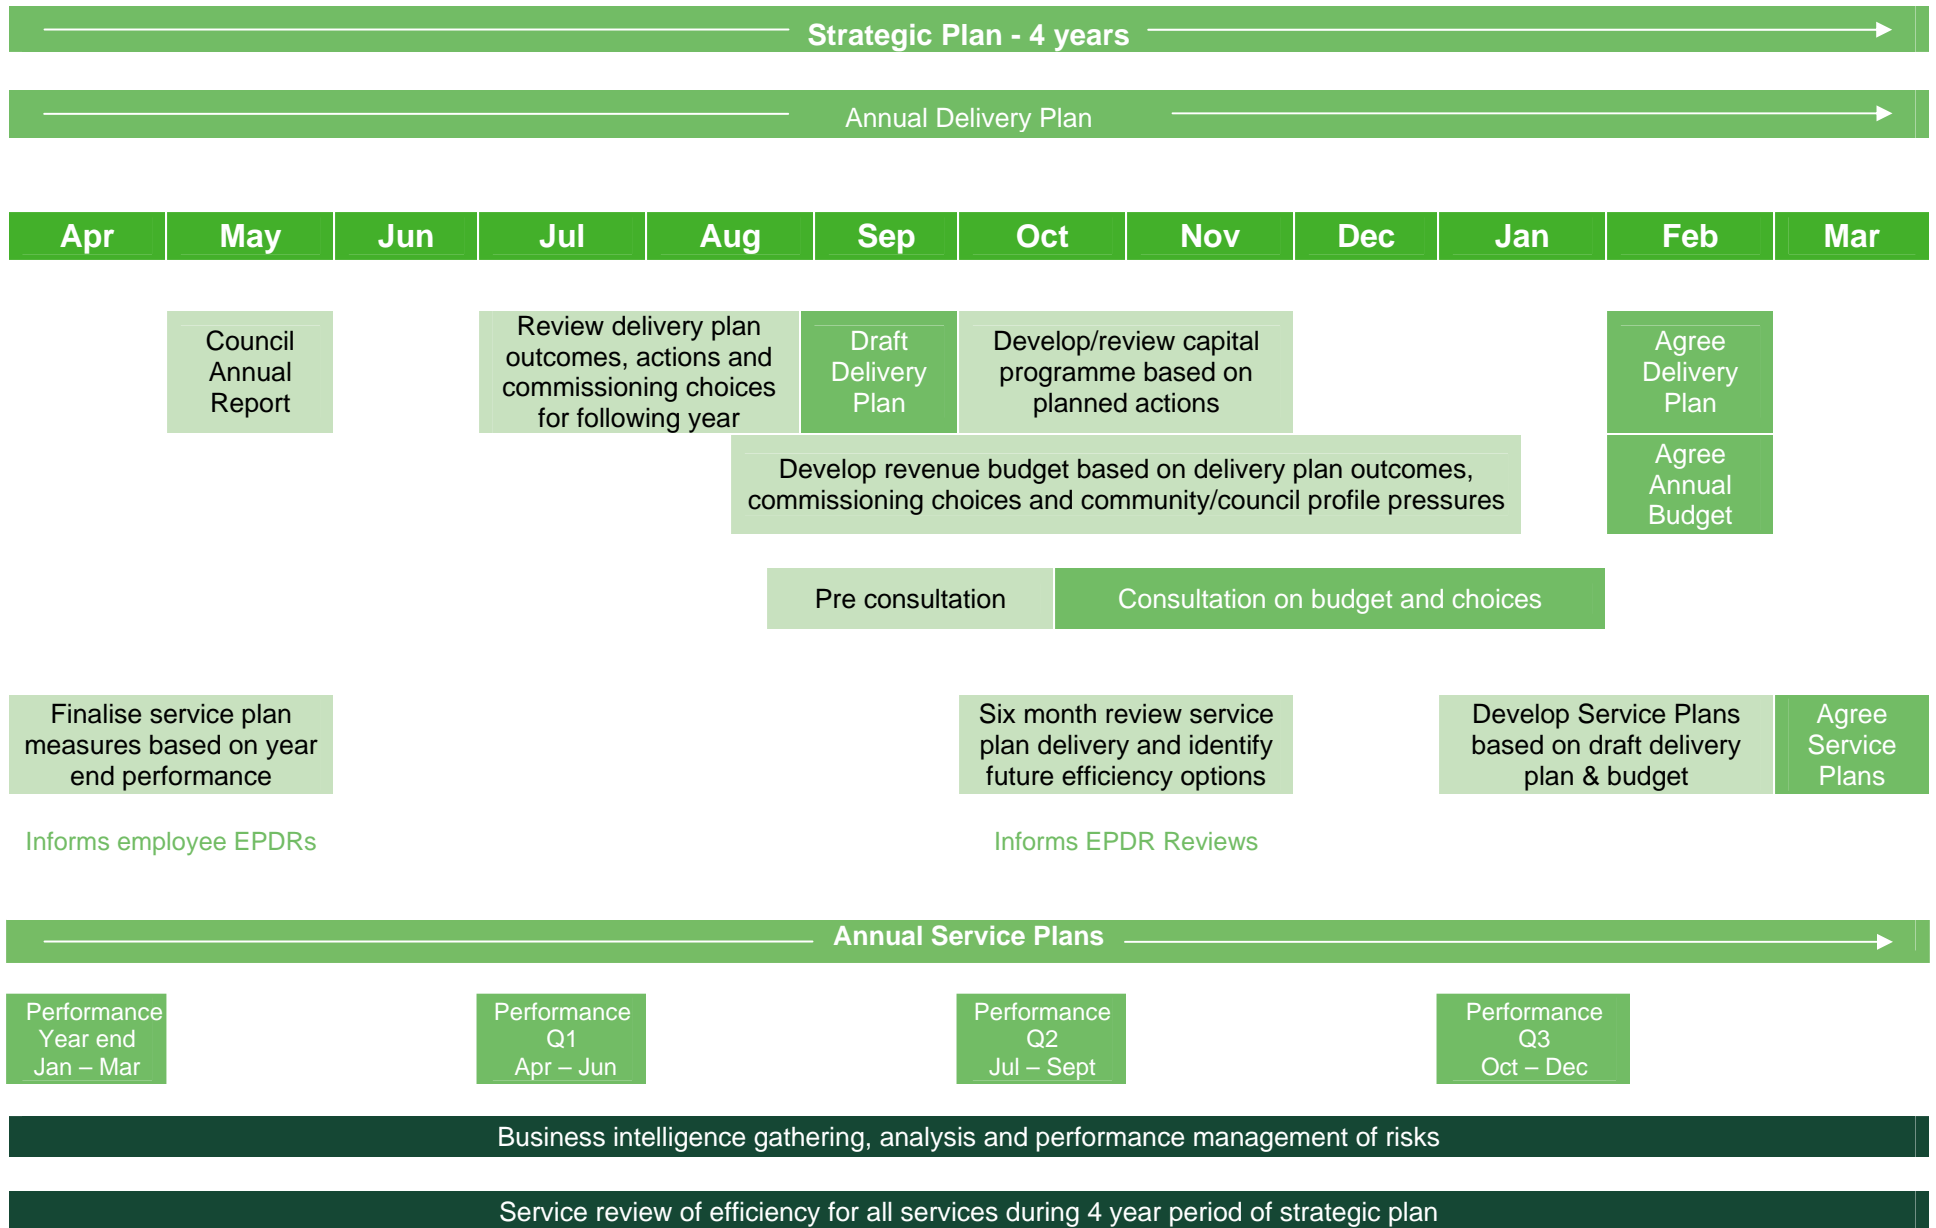 Strategic Plan - 4 years
Annual Delivery Plan
Apr May Jun Jul Aug Sep Oct Nov Dec Jan Feb Mar
Council
Annual
Report
Review delivery plan
outcomes, actions and
commissioning choices
for following year
Draft
Delivery
Plan
Develop/review capital
programme based on
planned actions
Agree
Delivery
Plan
Develop revenue budget based on delivery plan outcomes,
commissioning choices and community/council profile pressures
Agree
Annual
Budget
Pre consultation
Consultation on budget and choices
Finalise service plan
measures based on year
end performance
Six month review service
plan delivery and identify
future efficiency options
Develop Service Plans
based on draft delivery
plan & budget
Agree
Service
Plans
Informs employee EPDRs
Informs EPDR Reviews
Annual Service Plans
Performance
Year end
Jan – Mar
Performance
Q1
Apr – Jun
Performance
Q2
Jul – Sept
Performance
Q3
Oct – Dec
Business intelligence gathering, analysis and performance management of risks
Service review of efficiency for all services during 4 year period of strategic plan